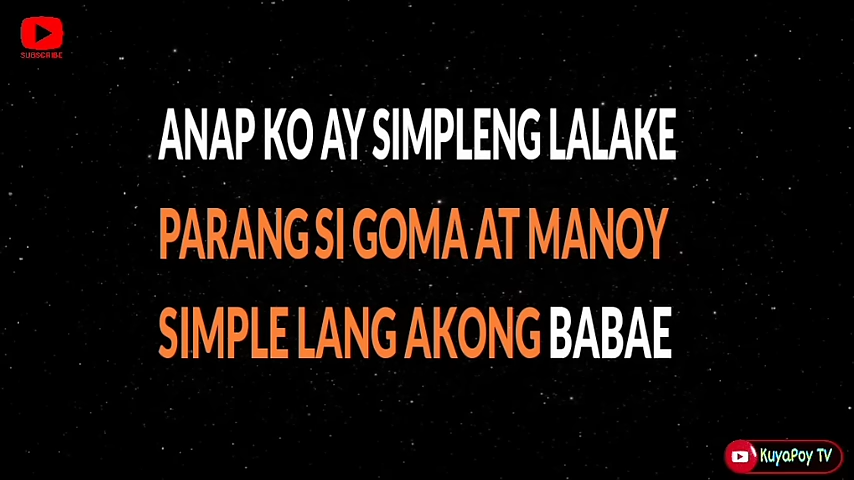 SUBSCRIBE
ANAP KO AY SIMPLENG LALAKE
PARANG SI GOMA AT MANOY
SIMPLE LANG AKONG BABAE
KuyaPoy TV